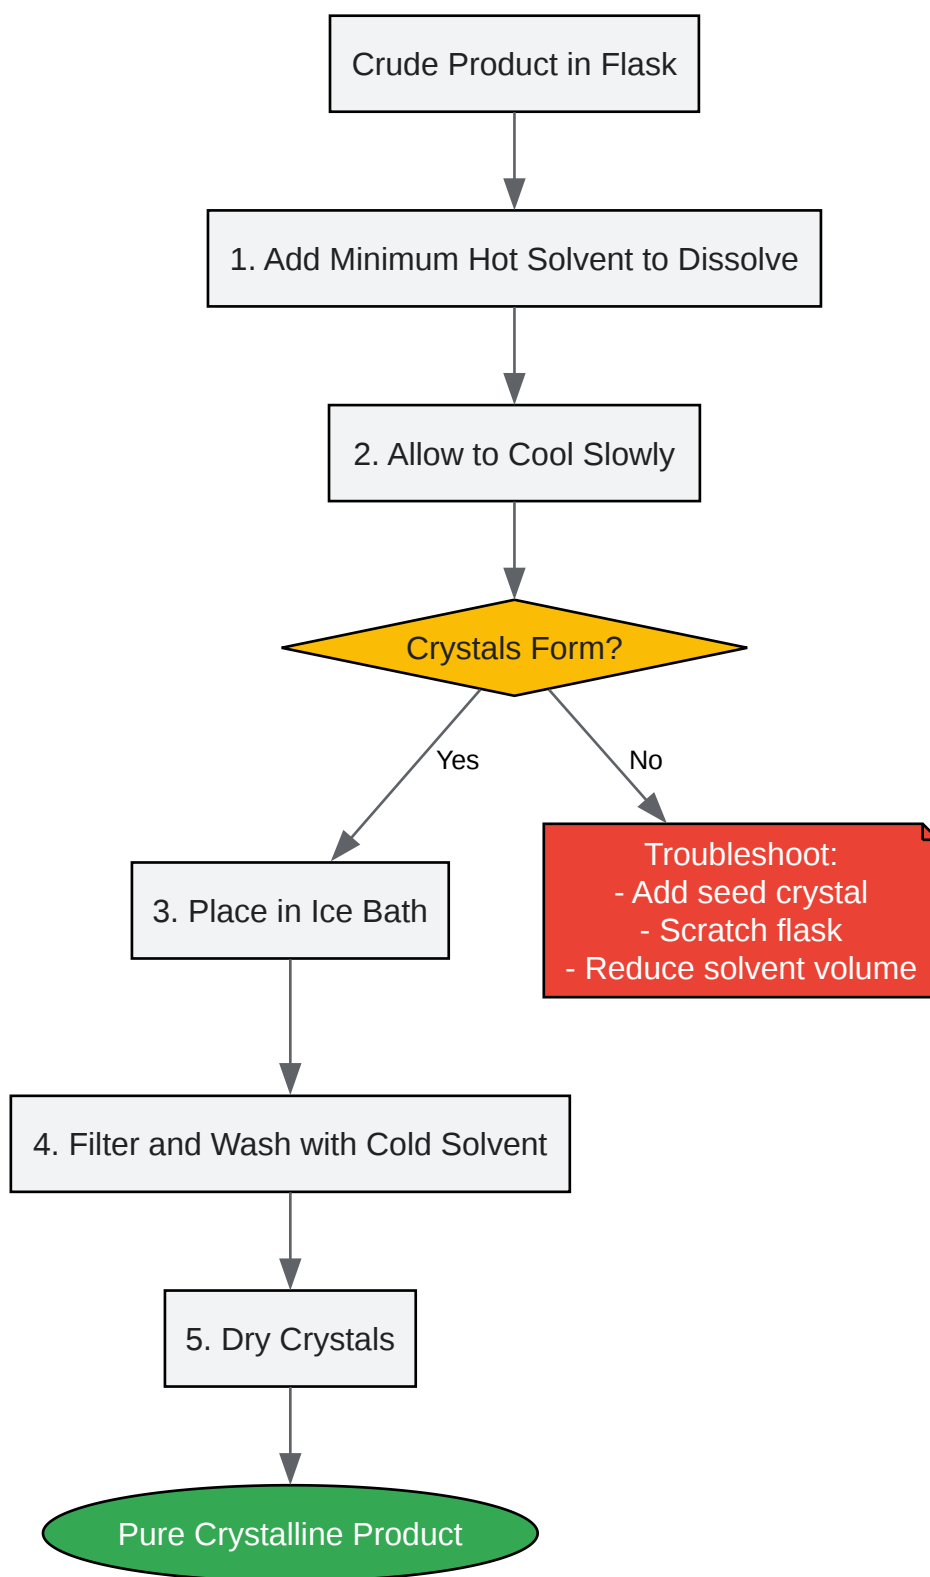 Crude Product in Flask
1. Add Minimum Hot Solvent to Dissolve
2. Allow to Cool Slowly
Crystals Form?
Yes
No
3. Place in Ice Bath
Troubleshoot:
- Add seed crystal
- Scratch flask
- Reduce solvent volume
4. Filter and Wash with Cold Solvent
5. Dry Crystals
Pure Crystalline Product